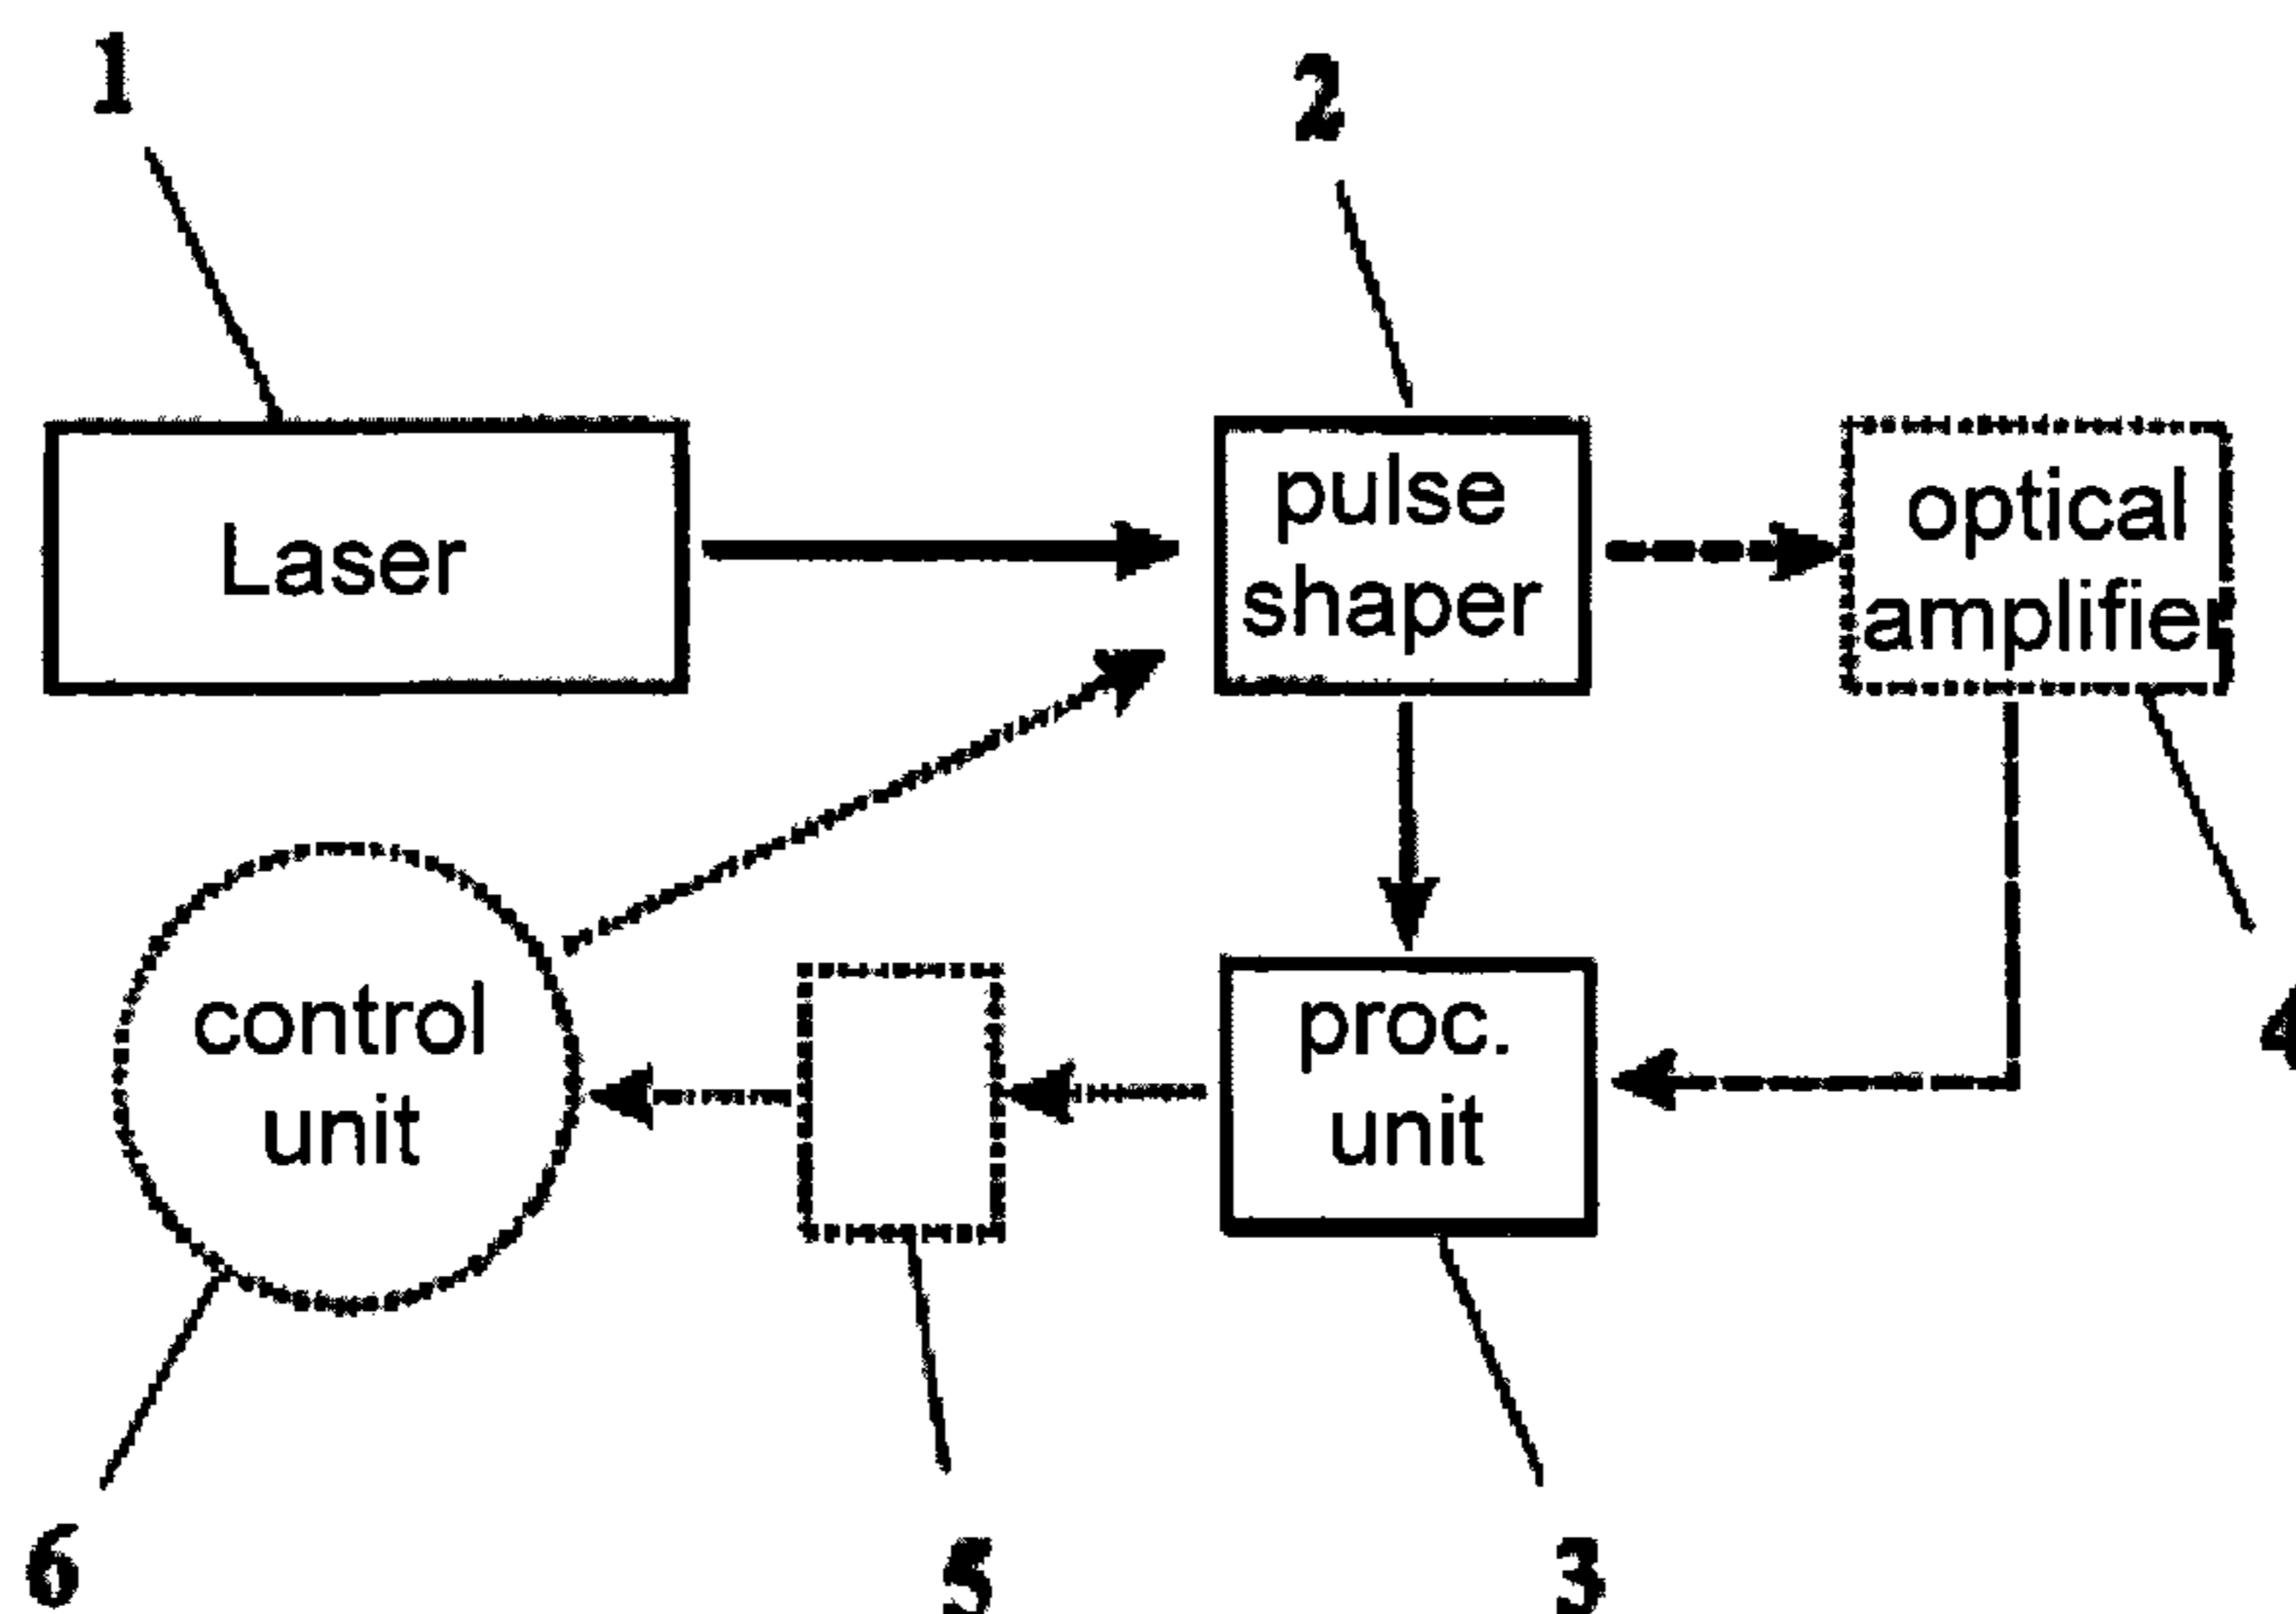 1
2
Laser
pulse
shaper
optical
amplifier
control
unit
proc.
unit
4
6
5
3